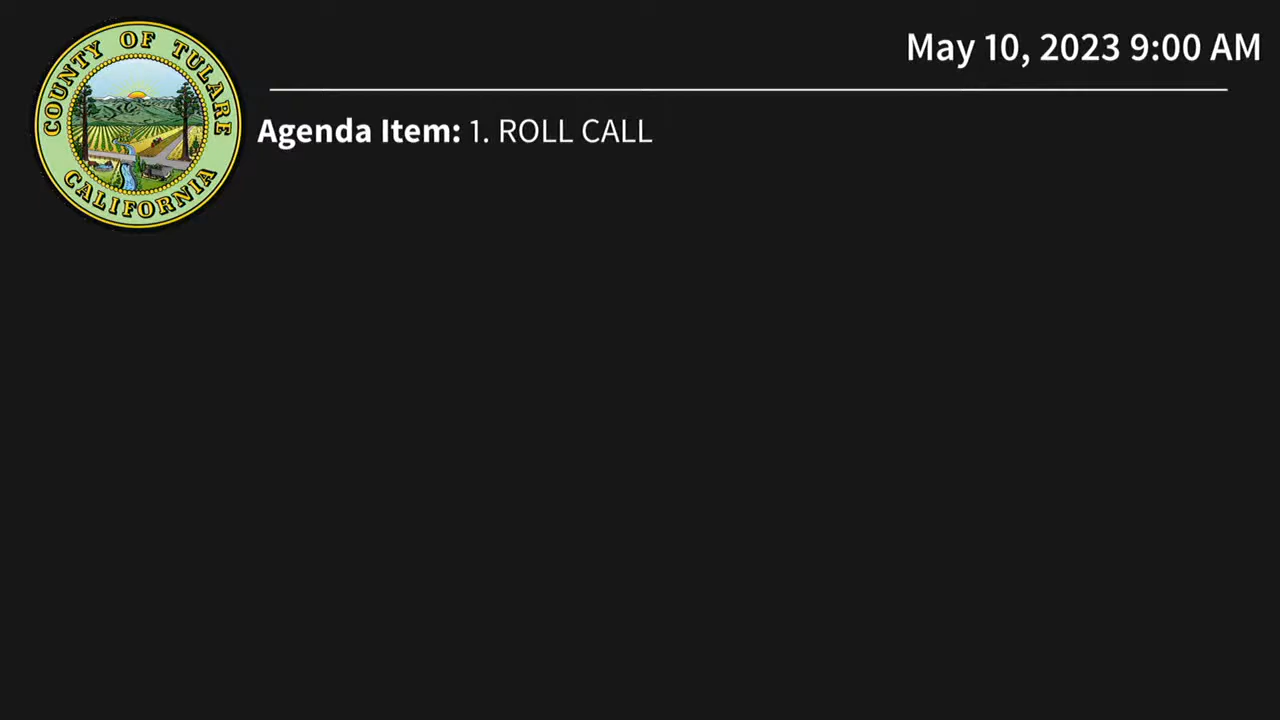 COUNTY OF TULARE
CALIFORNIA
May 10, 2023 9:00 AM
Agenda Item: 1. ROLL CALL